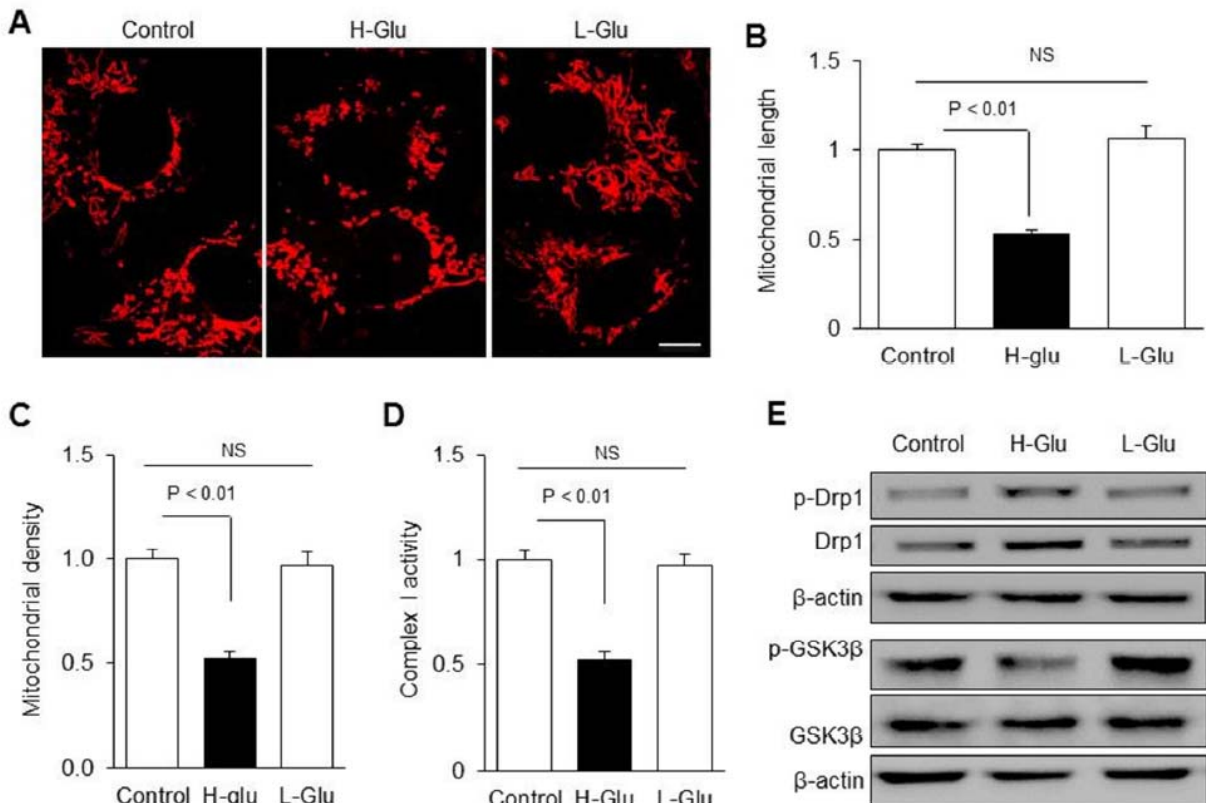 A
Control
H-Glu
L-Glu
B
1.5
1
0.5
0
Mitochondrial length
NS
P < 0.01
Control
H-glu
L-Glu
C
1.5
1.0
0.5
0.0
Mitochondrial density
NS
P < 0.01
Control
H-glu
L-Glu
D
1.5
1
0.5
0
Complex I activity
NS
P < 0.01
Control
H-glu
L-Glu
E
Control
H-Glu
L-Glu
p-Drp1
Drp1
β-actin
p-GSK3β
GSK3β
β-actin